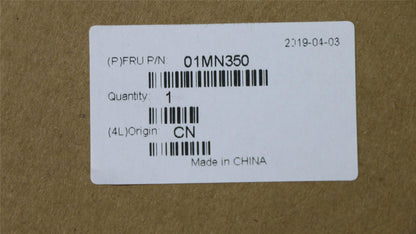 2019-04-03
(P)FRU P/N: 01MN350
Quantity: 1
(4L)Origin: CN
Made in CHINA